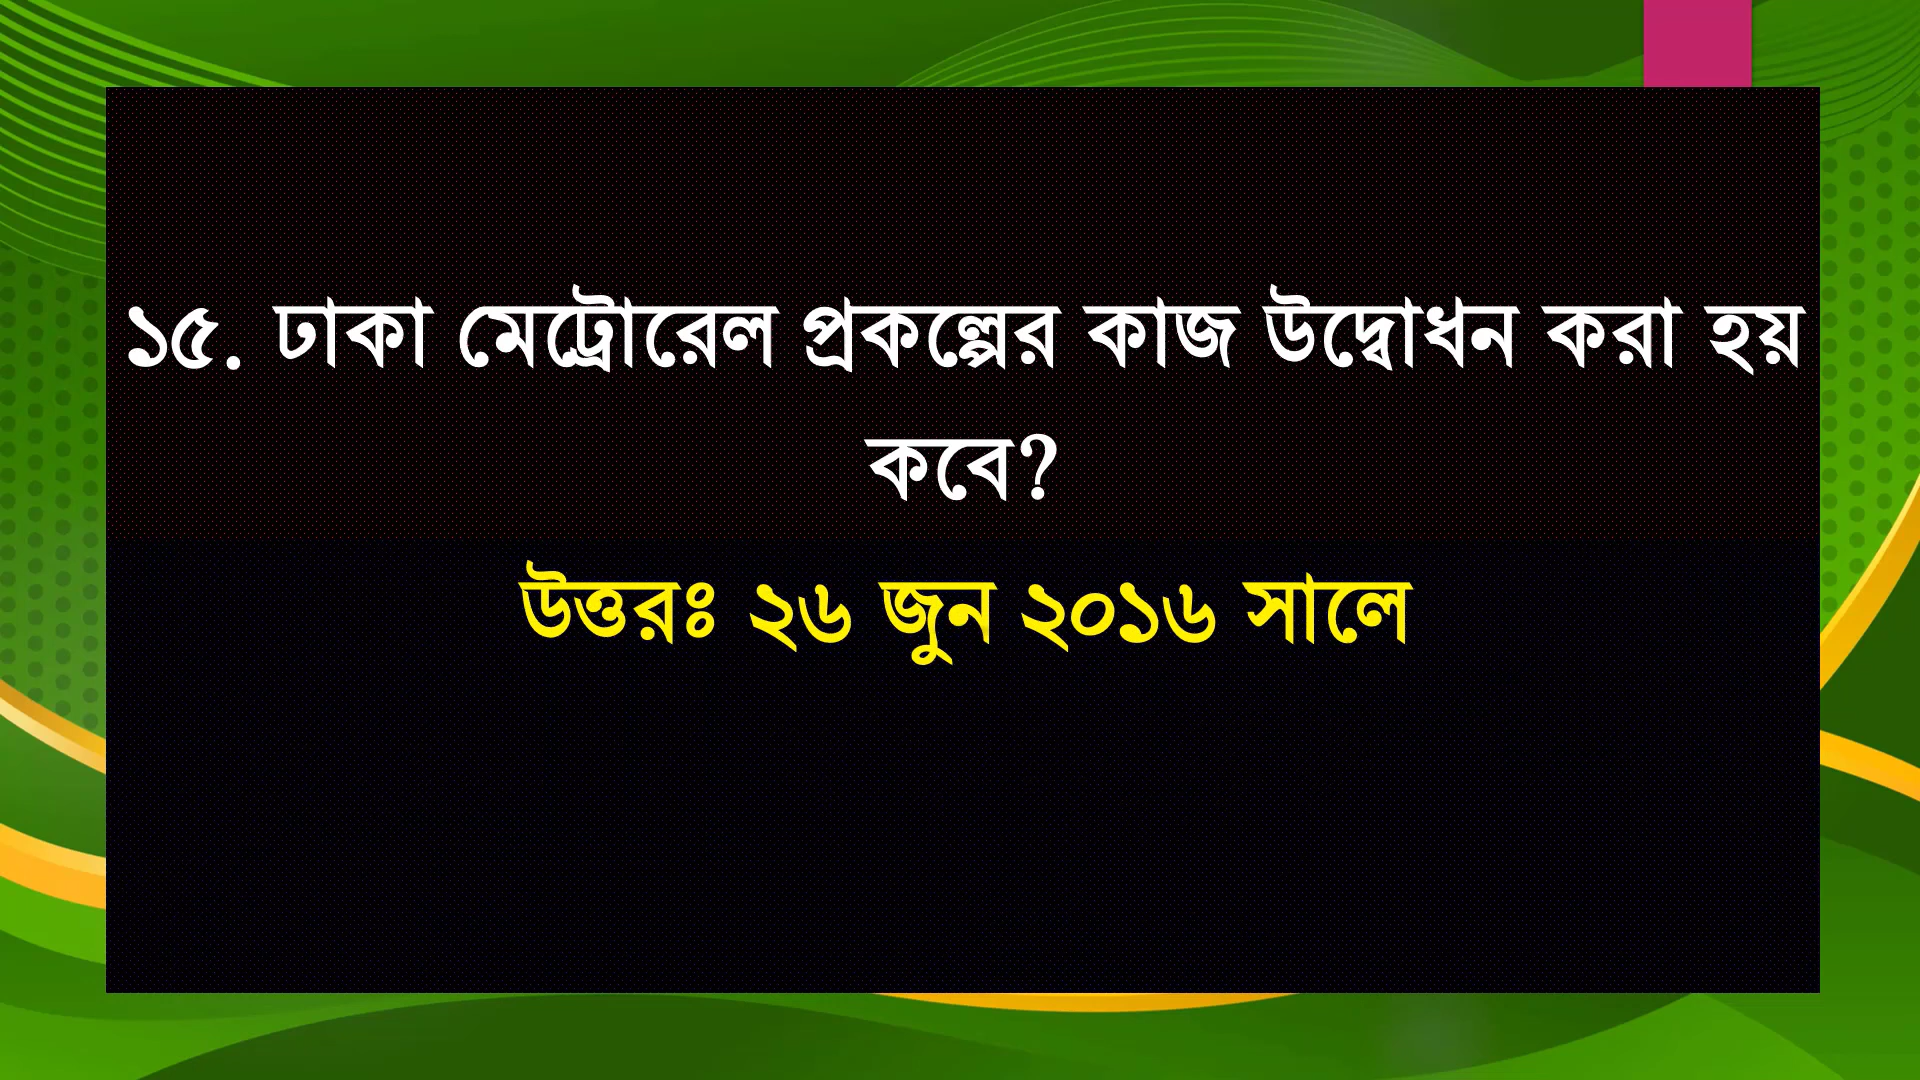 ১৫. ঢাকা মেট্রোরেল প্রকল্পের কাজ উদ্বোধন করা হয়
কবে?
উত্তরঃ ২৬ জুন ২০১৬ সালে